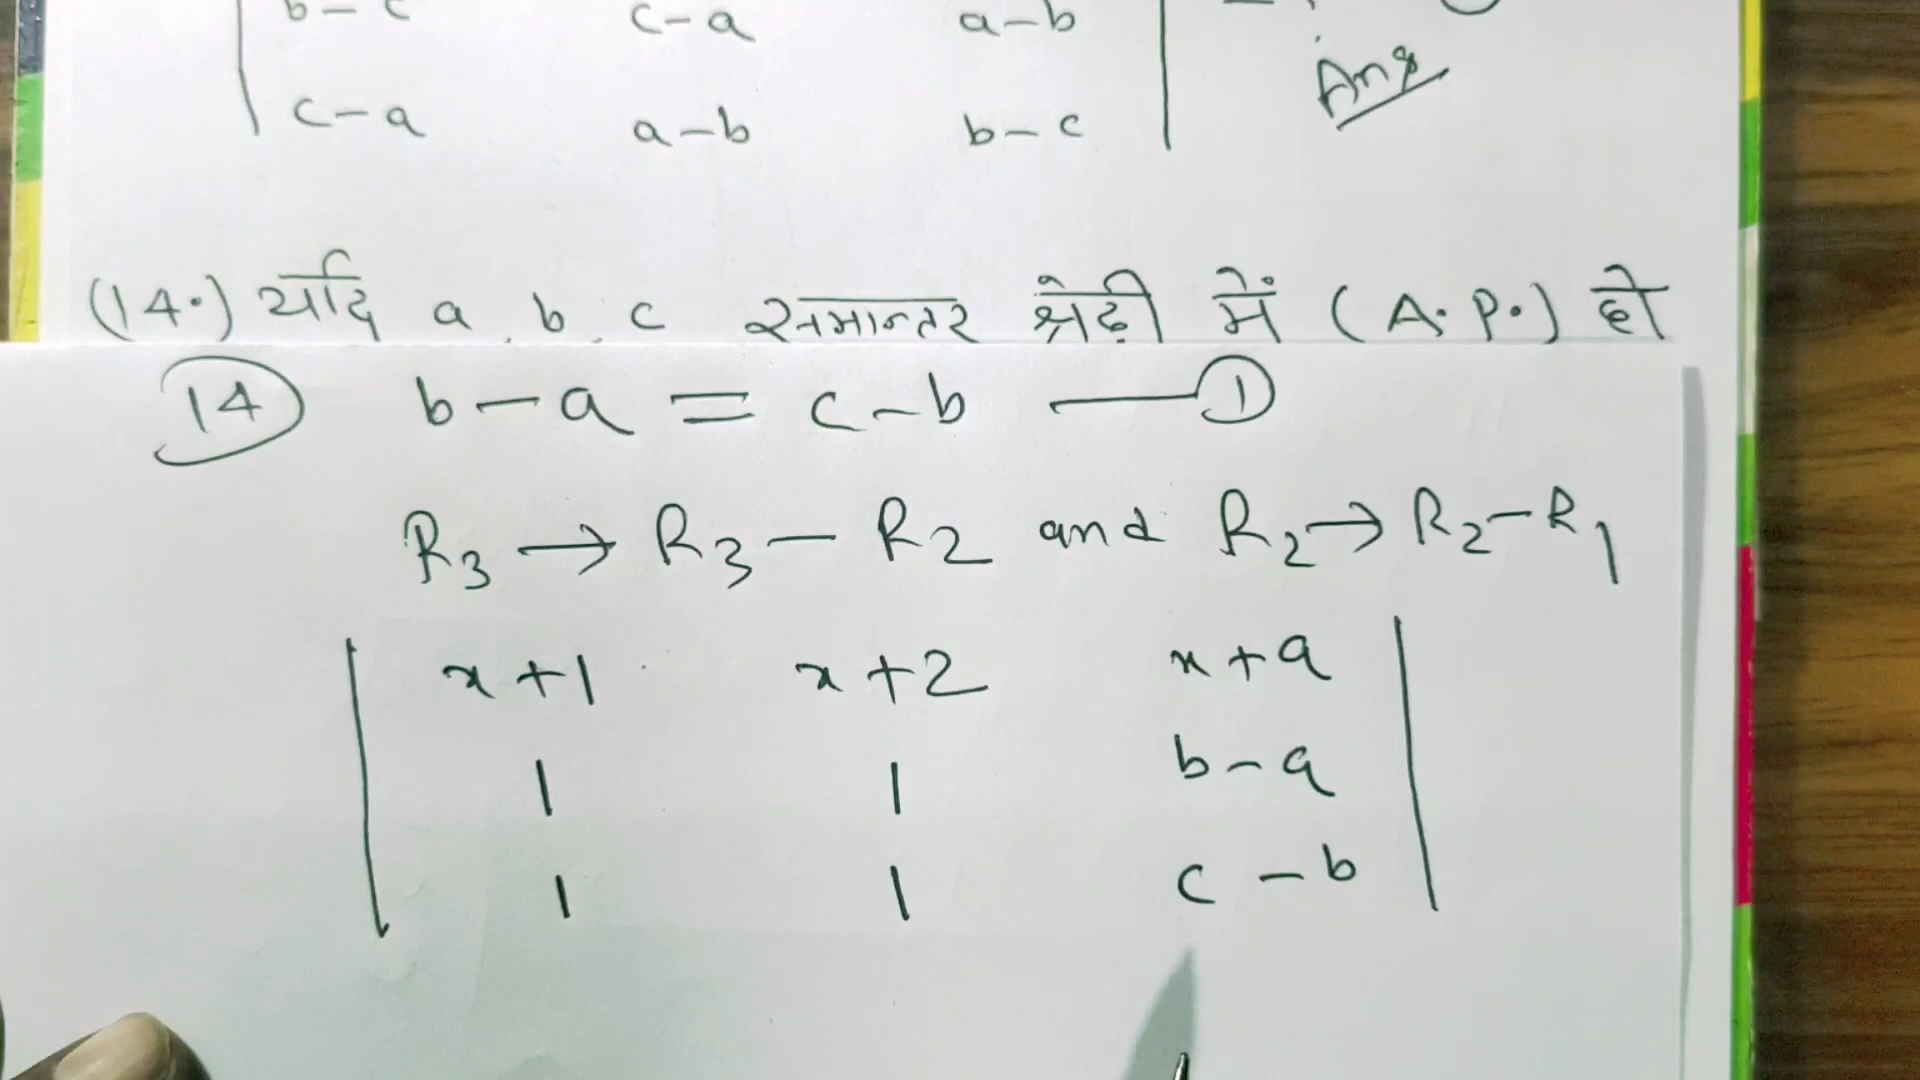 b - c c - a a - b
Ans
c - a a - b b - c
(14.) यदि a, b, c समान्तर श्रेढ़ी में (A.P.) हो
14 b - a = c - b — 1
R3 → R3 - R2 and R2 → R2 - R1
x + 1 x + 2 x + a
1 1 b - a
1 1 c - b